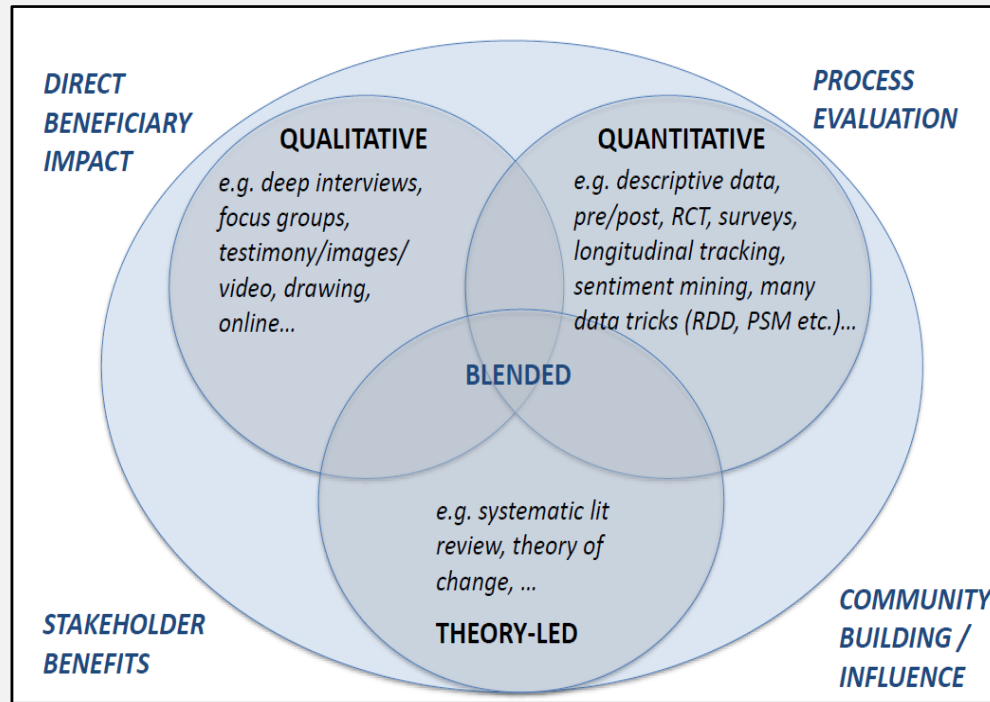 DIRECT
BENEFICIARY
IMPACT
PROCESS
EVALUATION
QUALITATIVE
e.g. deep interviews,
focus groups,
testimony/images/
video, drawing,
online…
QUANTITATIVE
e.g. descriptive data,
pre/post, RCT, surveys,
longitudinal tracking,
sentiment mining, many
data tricks (RDD, PSM etc.)…
BLENDED
e.g. systematic lit
review, theory of
change, …
THEORY-LED
STAKEHOLDER
BENEFITS
COMMUNITY
BUILDING /
INFLUENCE